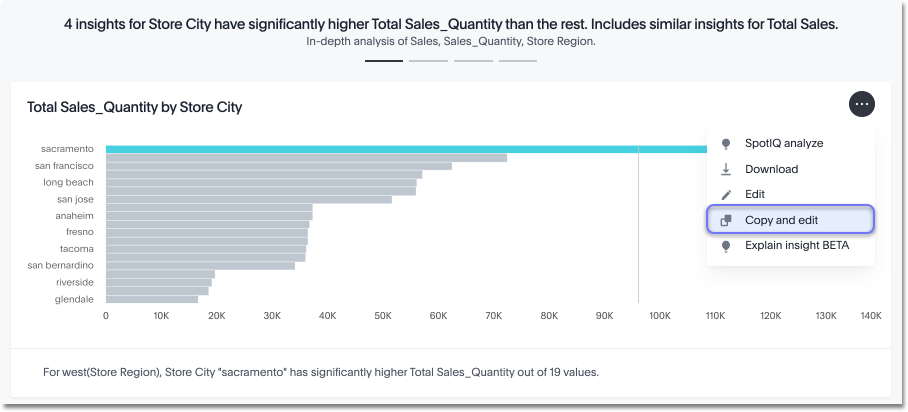 4 insights for Store City have significantly higher Total Sales_Quantity than the rest. Includes similar insights for Total Sales.
In-depth analysis of Sales, Sales_Quantity, Store Region.
Total Sales_Quantity by Store City
sacramento
san francisco
long beach
san jose
anaheim
fresno
tacoma
san bernardino
riverside
glendale
0 10K 20K 30K 40K 50K 60K 70K 80K 90K 100K 110K 120K 130K 140K
SpotIQ analyze
Download
Edit
Copy and edit
Explain insight BETA
For west(Store Region), Store City "sacramento" has significantly higher Total Sales_Quantity out of 19 values.